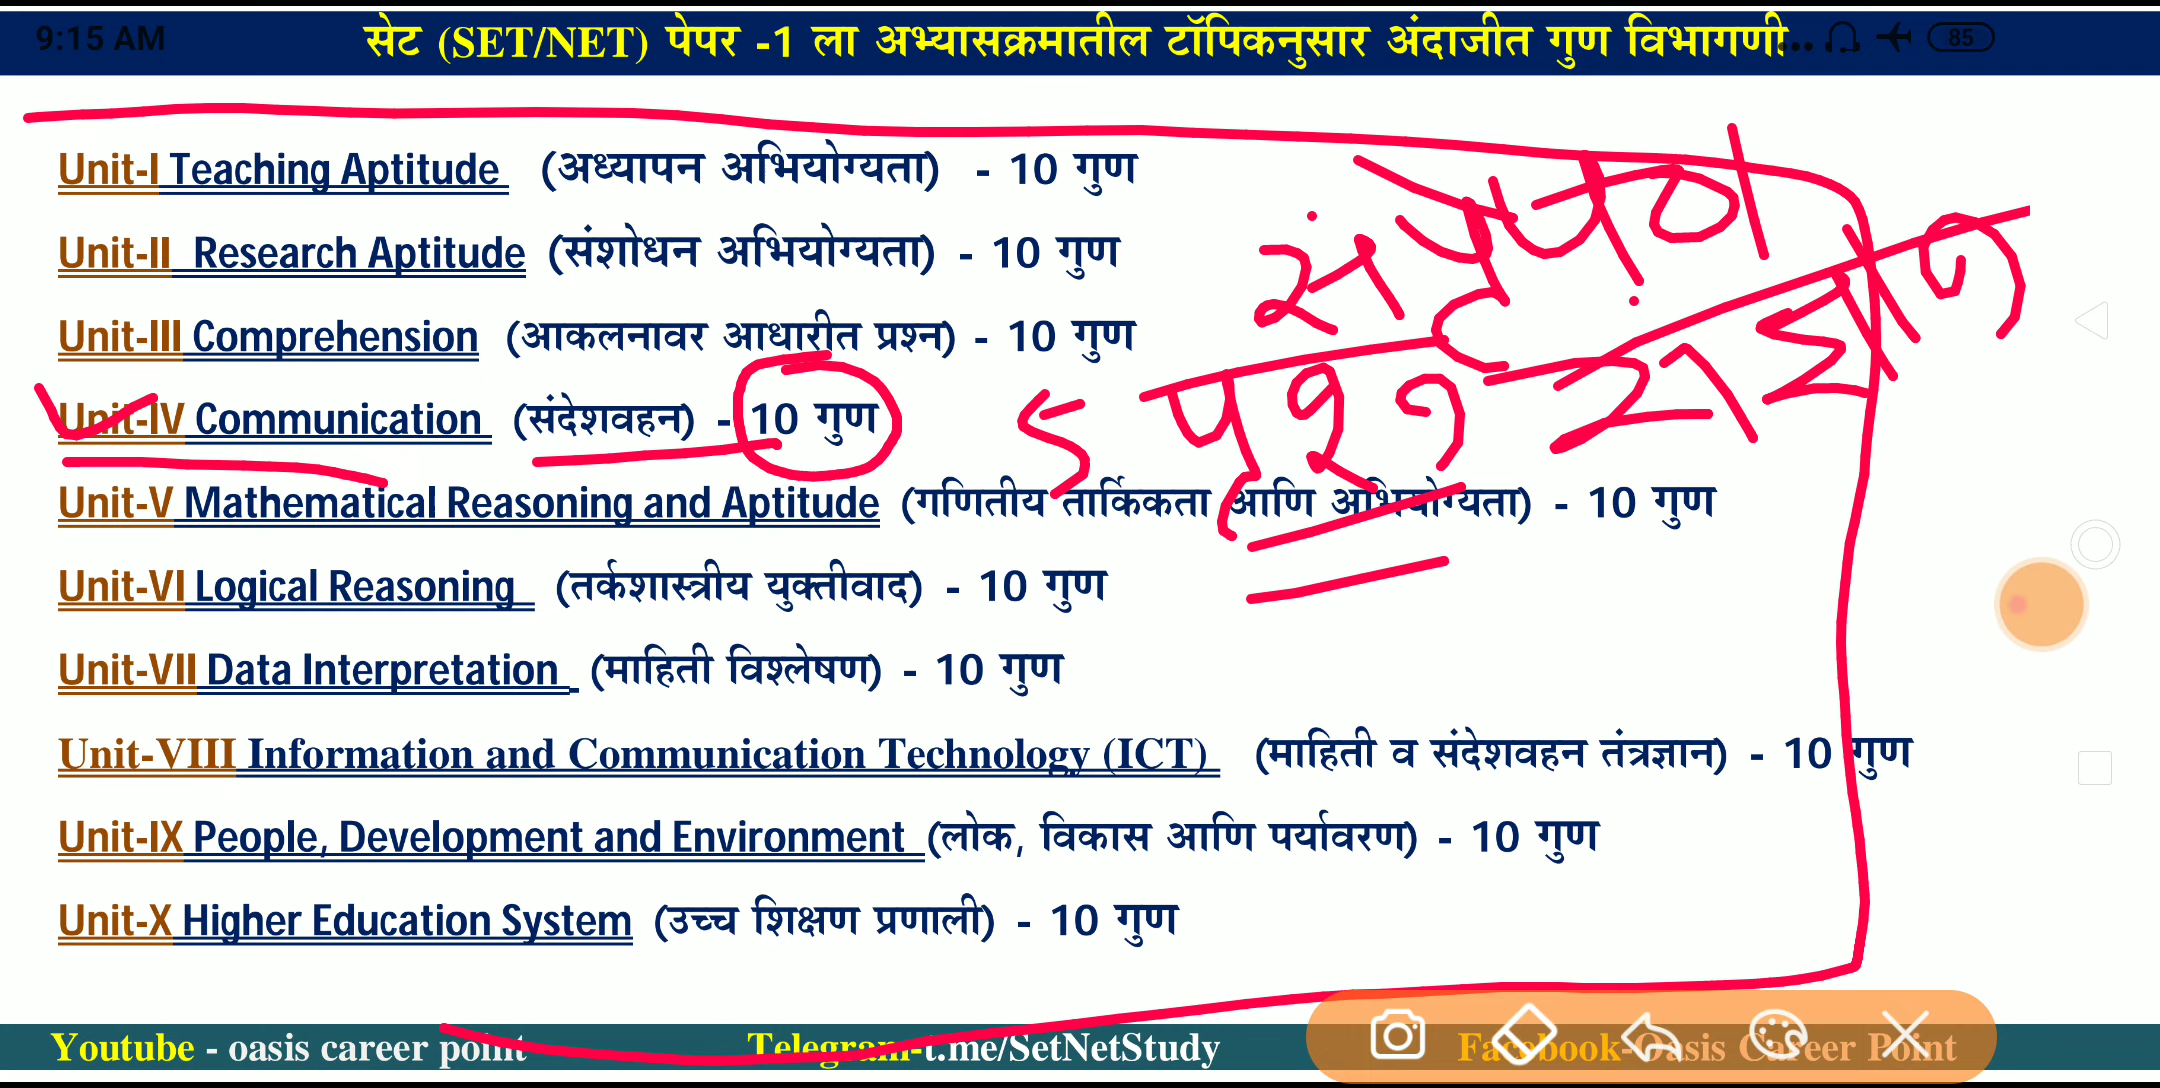 9:15 AM सेट (SET/NET) पेपर -1 ला अभ्यासक्रमातील टॉपिकनुसार अंदाजीत गुण विभागणी... 85
Unit-I Teaching Aptitude (अध्यापन अभियोग्यता) - 10 गुण
Unit-II Research Aptitude (संशोधन अभियोग्यता) - 10 गुण
Unit-III Comprehension (आकलनावर आधारीत प्रश्न) - 10 गुण
Unit-IV Communication (संदेशवहन) - 10 गुण
Unit-V Mathematical Reasoning and Aptitude (गणितीय तार्किकता आणि अभियोग्यता) - 10 गुण
Unit-VI Logical Reasoning (तर्कशास्त्रीय युक्तीवाद) - 10 गुण
Unit-VII Data Interpretation (माहिती विश्लेषण) - 10 गुण
Unit-VIII Information and Communication Technology (ICT) (माहिती व संदेशवहन तंत्रज्ञान) - 10 गुण
Unit-IX People, Development and Environment (लोक, विकास आणि पर्यावरण) - 10 गुण
Unit-X Higher Education System (उच्च शिक्षण प्रणाली) - 10 गुण
Youtube - oasis career point Telegram-t.me/SetNetStudy Facebook-Oasis Career Point